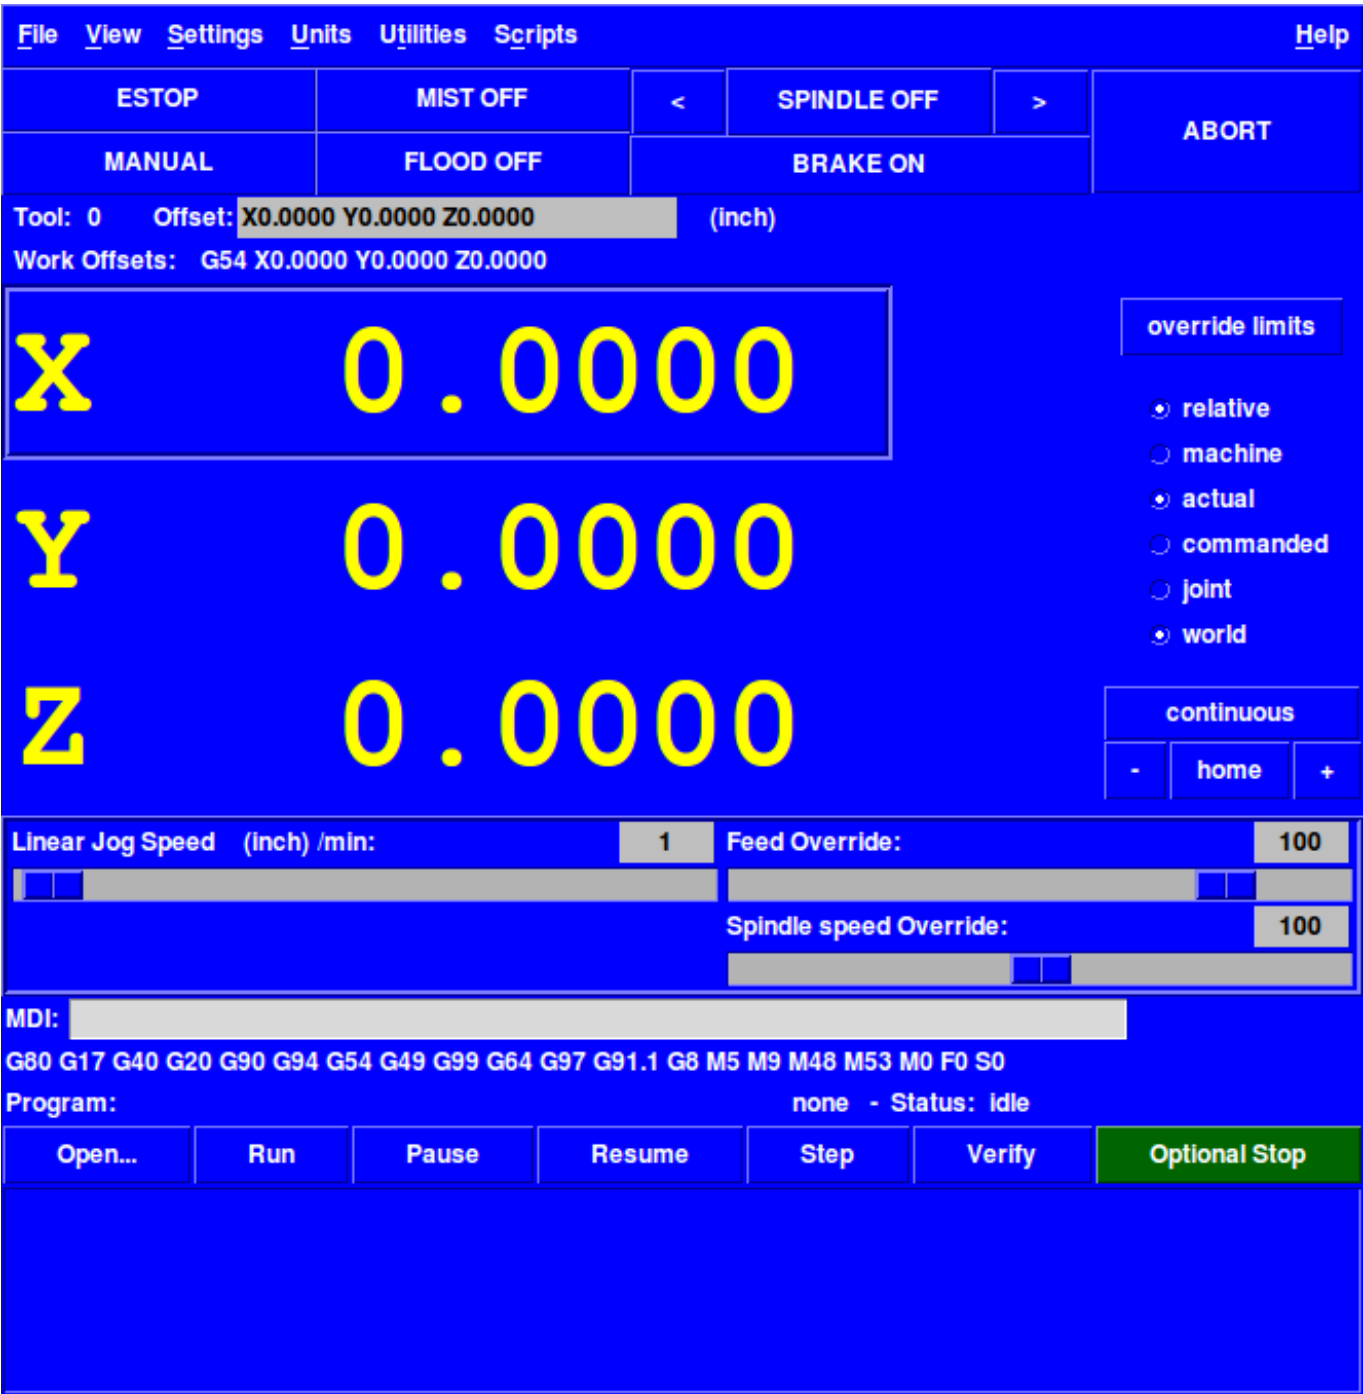 File View Settings Units Utilities Scripts Help
ESTOP MIST OFF < SPINDLE OFF > ABORT
MANUAL FLOOD OFF BRAKE ON
Tool: 0 Offset: X0.0000 Y0.0000 Z0.0000 (inch)
Work Offsets: G54 X0.0000 Y0.0000 Z0.0000
X 0.0000
override limits
relative
machine
actual
Y 0.0000
commanded
joint
world
Z 0.0000
continuous
- home +
Linear Jog Speed (inch) /min: 1 Feed Override: 100
Spindle speed Override: 100
MDI:
G80 G17 G40 G20 G90 G94 G54 G49 G99 G64 G97 G91.1 G8 M5 M9 M48 M53 M0 F0 S0
Program: none - Status: idle
Open... Run Pause Resume Step Verify Optional Stop